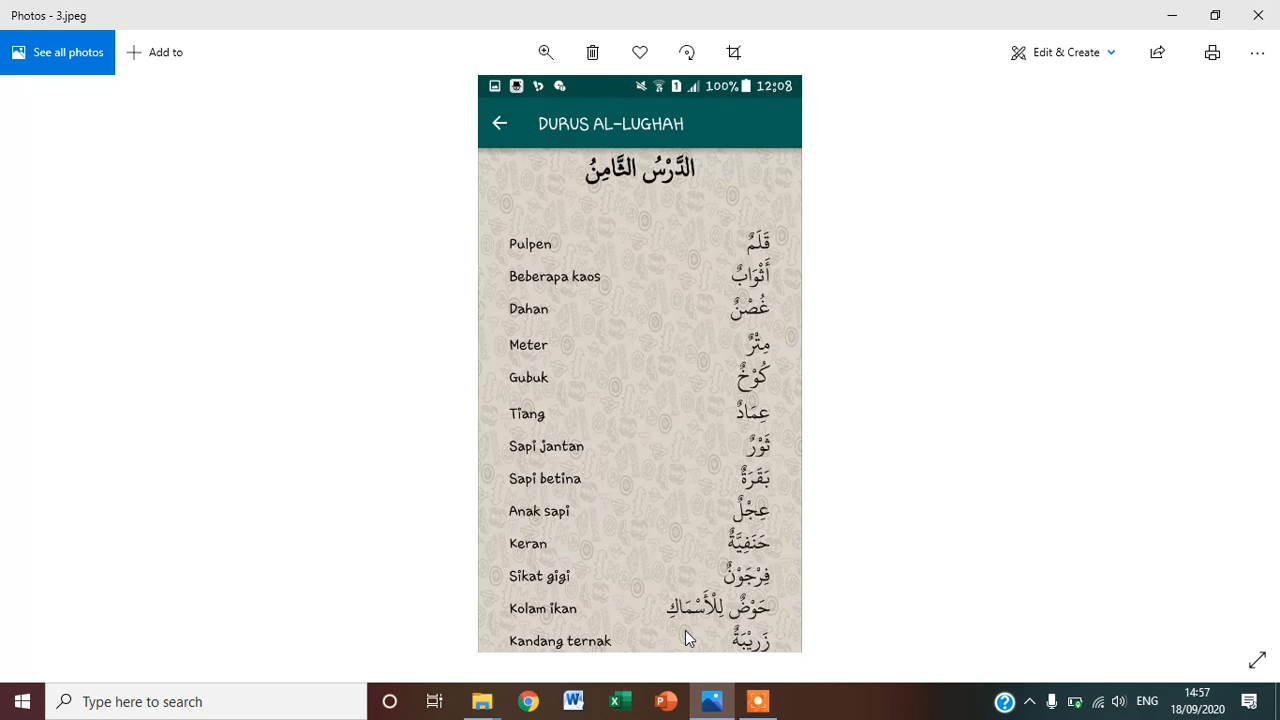 Photos - 3.jpeg
See all photos
Add to
Edit & Create
1 100% 12:08
DURUS AL-LUGHAH
الدَّرْسُ الثَّامِنُ
Pulpen قَلَمٌ
Beberapa kaos أَثْوَابٌ
Dahan غُصْنٌ
Meter مِتْرٌ
Gubuk كُوْخٌ
Tiang عِمَادٌ
Sapi jantan ثَوْرٌ
Sapi betina بَقَرَةٌ
Anak sapi عِجْلٌ
Keran حَنَفِيَّةٌ
Sikat gigi فِرْجَوْنٌ
Kolam ikan حَوْضٌ لِلْأَسْمَاكِ
Kandang ternak زَرِيْبَةٌ
Type here to search
ENG
14:57
18/09/2020